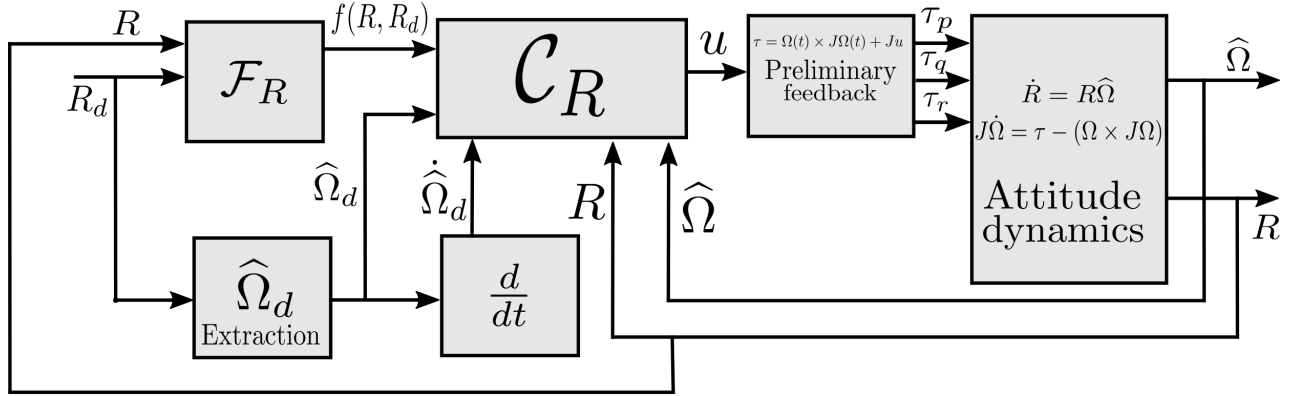 R
f(R, R_d)
R_d
ℱ_R
𝒞_R
u
τ = Ω(t) × JΩ(t) + Ju
Preliminary
feedback
τ_p
τ_q
τ_r
Ṙ = RΩ̂
JΩ̇ = τ − (Ω × JΩ)
Attitude
dynamics
Ω̂
R
Ω̂_d
Ω̂̇_d
R
Ω̂
Ω̂_d
Extraction
d
dt